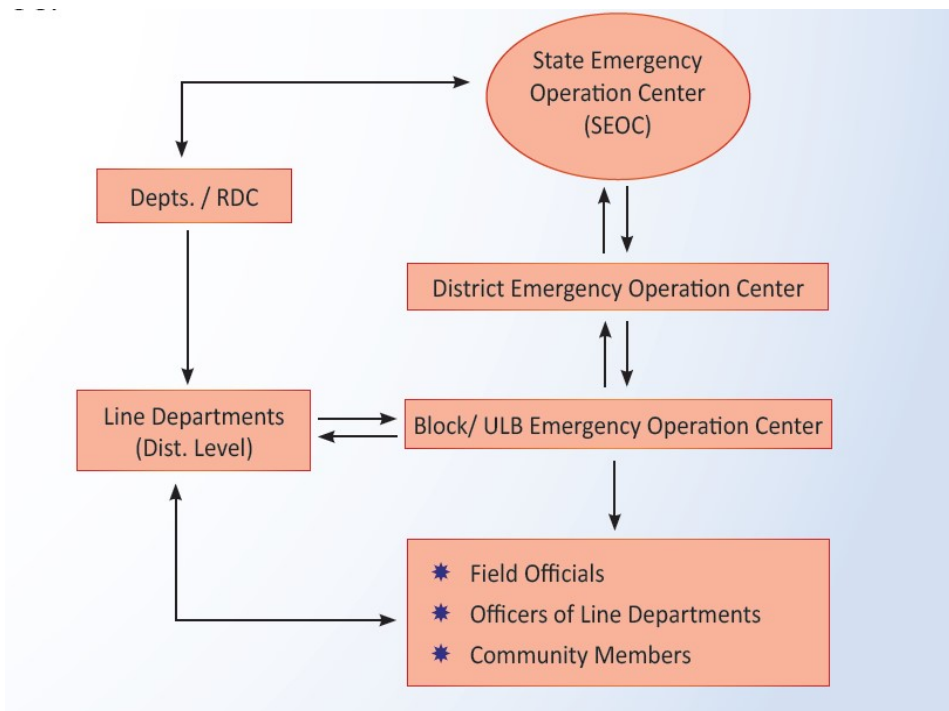 State Emergency
Operation Center
(SEOC)
Depts. / RDC
District Emergency Operation Center
Line Departments
(Dist. Level)
Block/ ULB Emergency Operation Center
Field Officials
Officers of Line Departments
Community Members